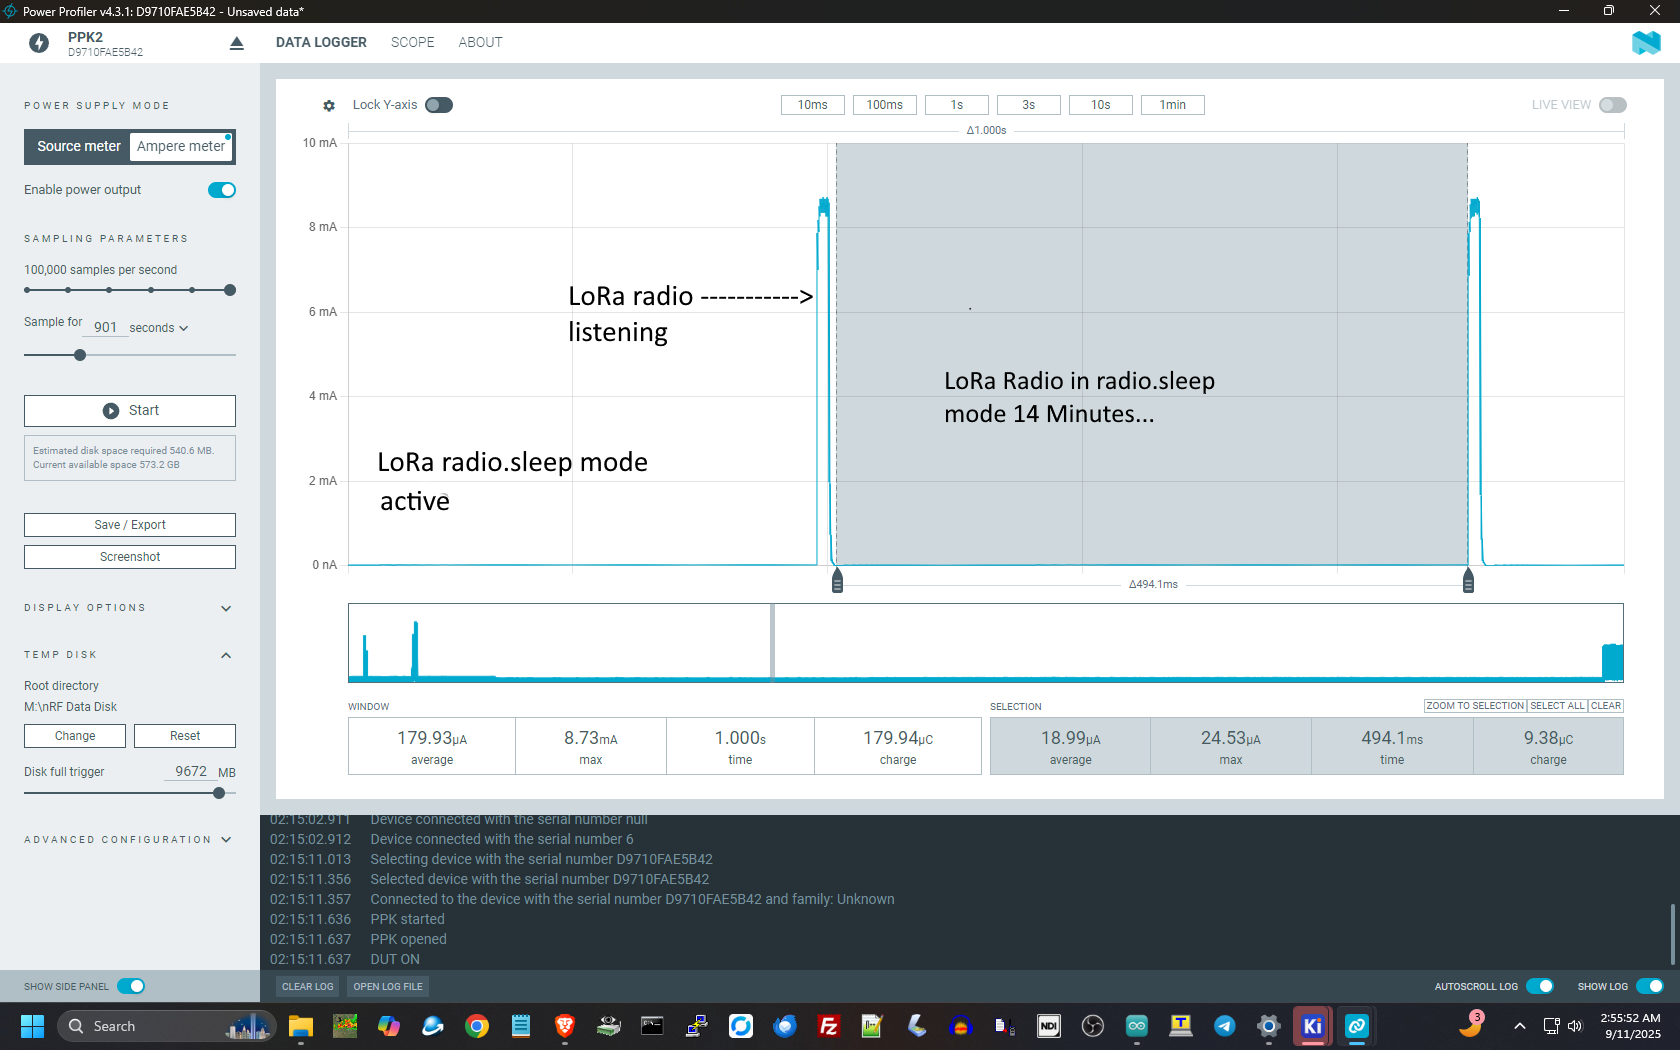 Power Profiler v4.3.1: D9710FAE5B42 - Unsaved data*
PPK2
D9710FAE5B42
DATA LOGGER
SCOPE
ABOUT
POWER SUPPLY MODE
Source meter
Ampere meter
Enable power output
SAMPLING PARAMETERS
100,000 samples per second
Sample for 901 seconds
Start
Estimated disk space required 540.6 MB.
Current available space 573.2 GB
Save / Export
Screenshot
DISPLAY OPTIONS
TEMP DISK
Root directory
M:\nRF Data Disk
Change
Reset
Disk full trigger 9672 MB
ADVANCED CONFIGURATION
SHOW SIDE PANEL
Lock Y-axis
10ms
100ms
1s
3s
10s
1min
LIVE VIEW
Δ1.000s
10 mA
8 mA
6 mA
4 mA
2 mA
0 nA
LoRa radio ----------->
listening
LoRa Radio in radio.sleep
mode 14 Minutes...
LoRa radio.sleep mode
active
Δ494.1ms
WINDOW
179.93μA
average
8.73mA
max
1.000s
time
179.94μC
charge
SELECTION
ZOOM TO SELECTION
SELECT ALL
CLEAR
18.99μA
average
24.53μA
max
494.1ms
time
9.38μC
charge
02:15:02.911 Device connected with the serial number null
02:15:02.912 Device connected with the serial number 6
02:15:11.013 Selecting device with the serial number D9710FAE5B42
02:15:11.356 Selected device with the serial number D9710FAE5B42
02:15:11.357 Connected to the device with the serial number D9710FAE5B42 and family: Unknown
02:15:11.636 PPK started
02:15:11.637 PPK opened
02:15:11.637 DUT ON
CLEAR LOG
OPEN LOG FILE
AUTOSCROLL LOG
SHOW LOG
Search
NDI
T
Ki
3
2:55:52 AM
9/11/2025